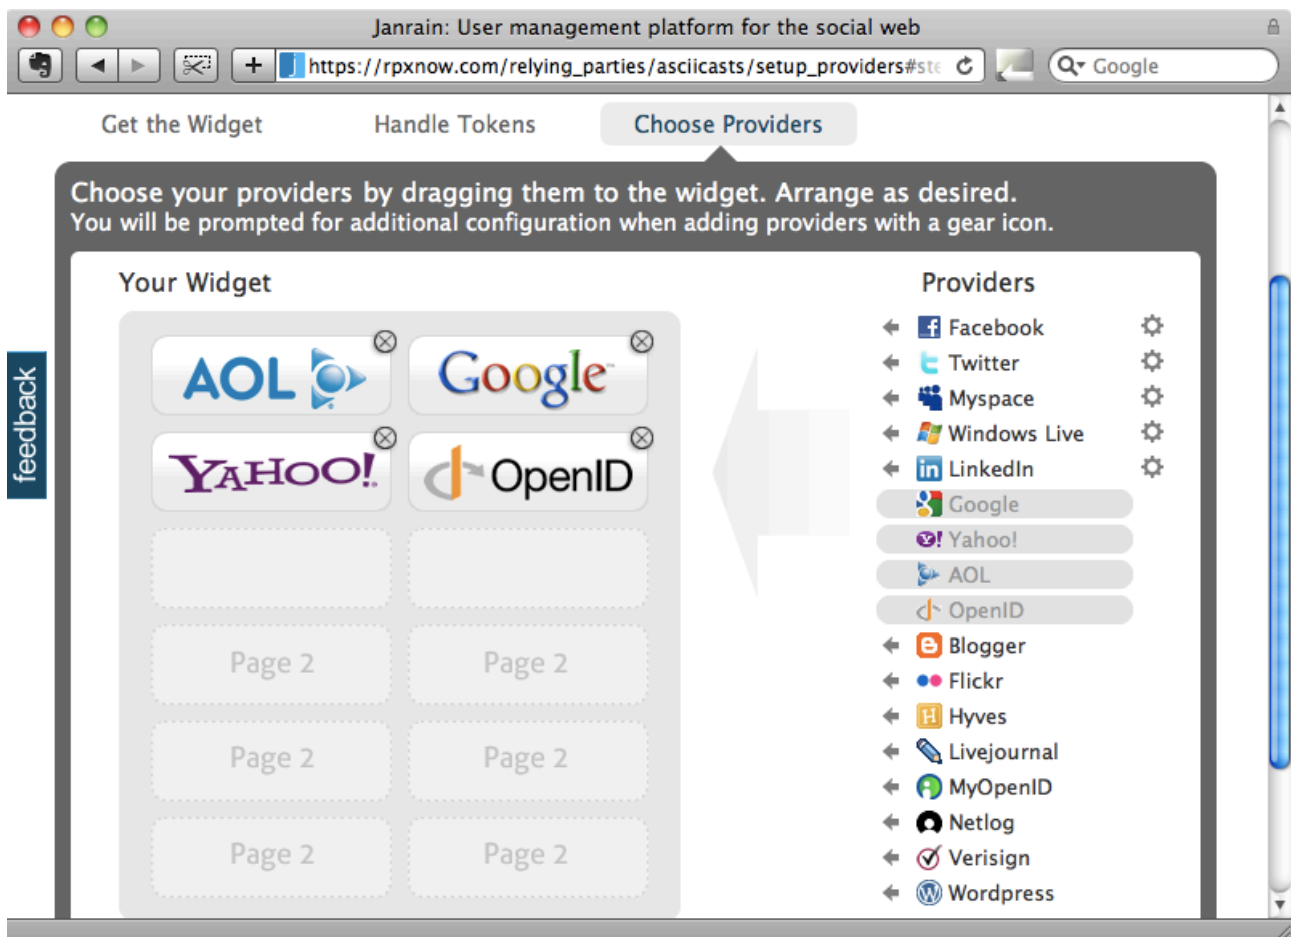 Janrain: User management platform for the social web
https://rpxnow.com/relying_parties/asciicasts/setup_providers#ste
Google
Get the Widget
Handle Tokens
Choose Providers
Choose your providers by dragging them to the widget. Arrange as desired.
You will be prompted for additional configuration when adding providers with a gear icon.
Your Widget
AOL
Google
YAHOO!
OpenID
Page 2
Page 2
Page 2
Page 2
Page 2
Page 2
Providers
Facebook
Twitter
Myspace
Windows Live
LinkedIn
Google
Yahoo!
AOL
OpenID
Blogger
Flickr
Hyves
Livejournal
MyOpenID
Netlog
Verisign
Wordpress
feedback